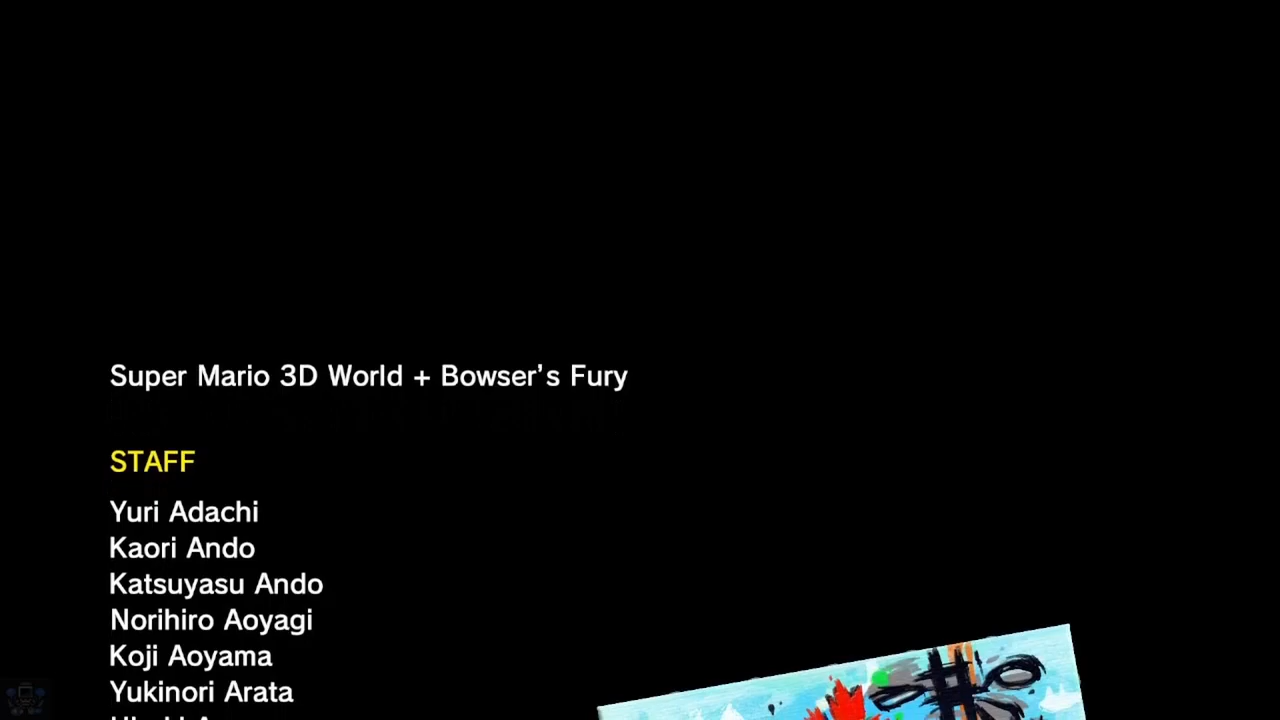 Super Mario 3D World + Bowser's Fury
STAFF
Yuri Adachi
Kaori Ando
Katsuyasu Ando
Norihiro Aoyagi
Koji Aoyama
Yukinori Arata